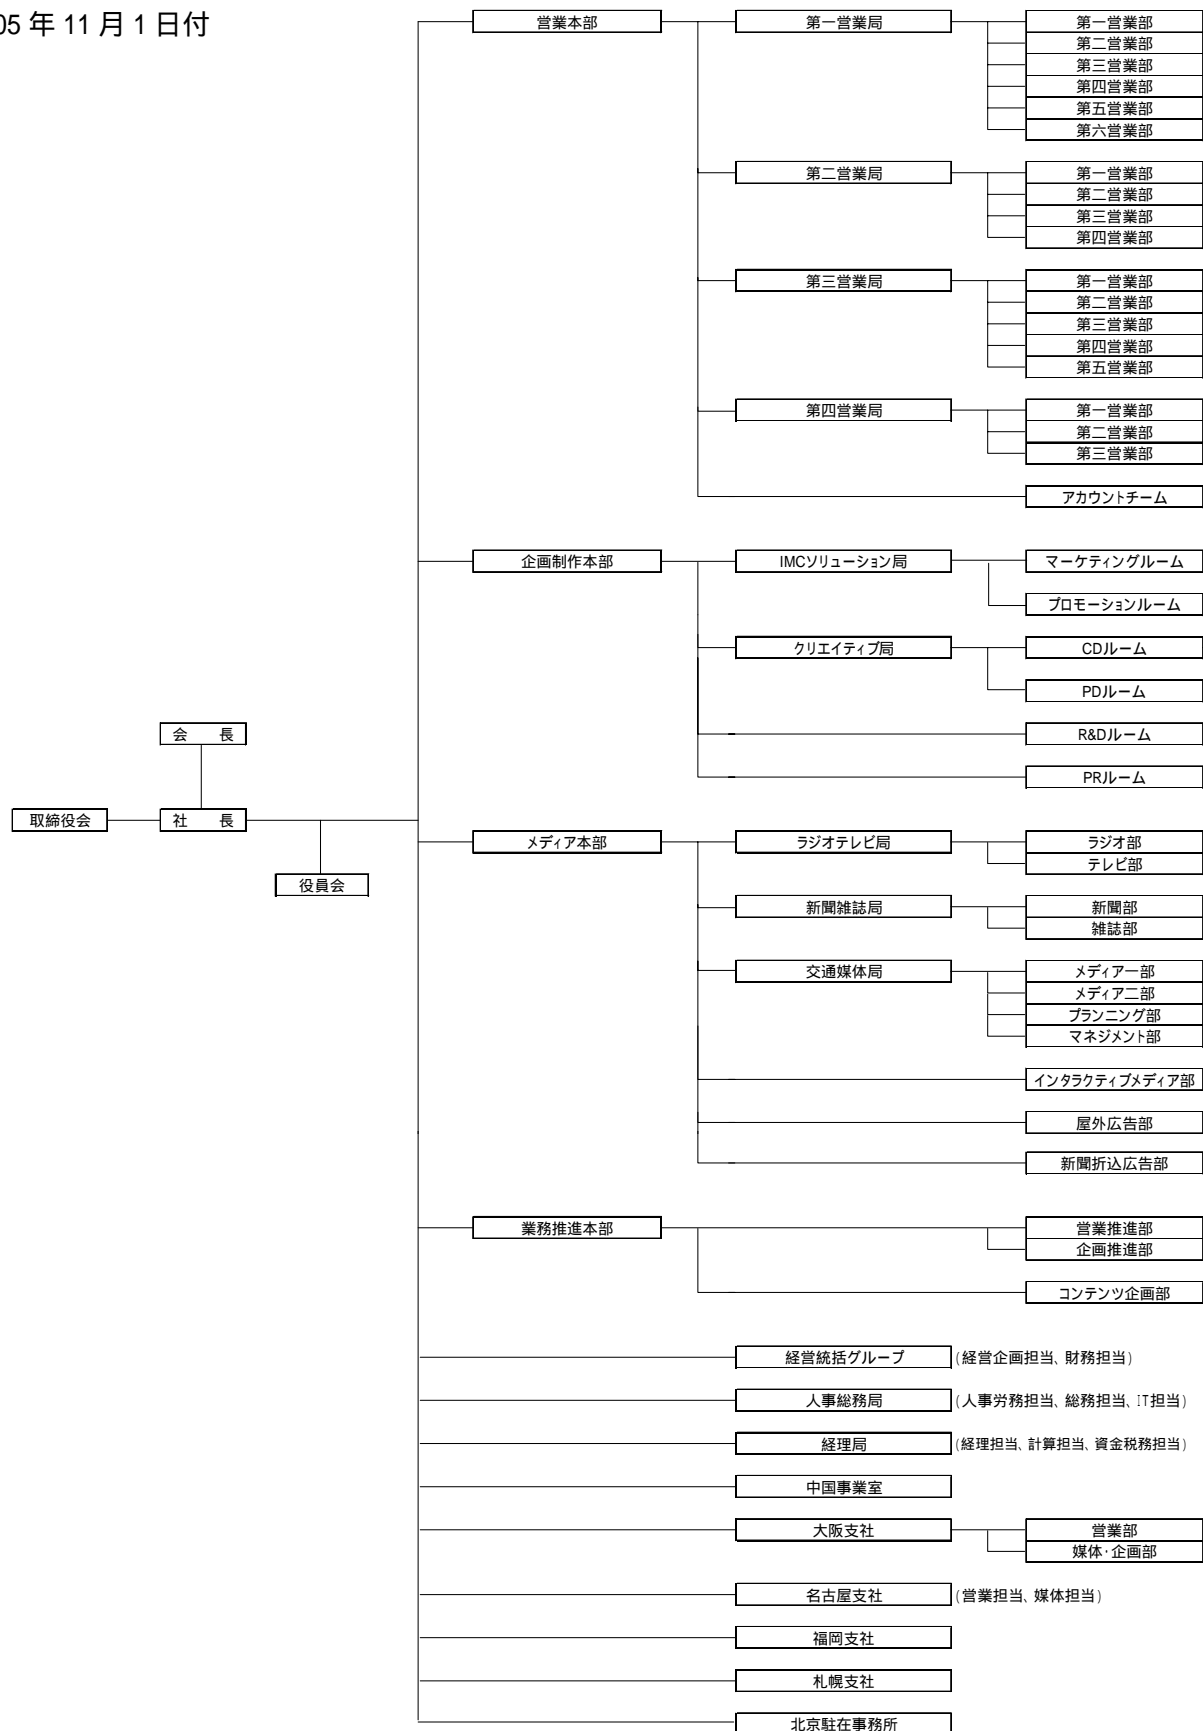 05 年 11 月 1 日付
営業本部
第一営業局
第一営業部
第二営業部
第三営業部
第四営業部
第五営業部
第六営業部
第二営業局
第一営業部
第二営業部
第三営業部
第四営業部
第三営業局
第一営業部
第二営業部
第三営業部
第四営業部
第五営業部
第四営業局
第一営業部
第二営業部
第三営業部
アカウントチーム
企画制作本部
IMCソリューション局
マーケティングルーム
プロモーションルーム
クリエイティブ局
CDルーム
PDルーム
R&Dルーム
PRルーム
会 長
取締役会
社 長
役員会
メディア本部
ラジオテレビ局
ラジオ部
テレビ部
新聞雑誌局
新聞部
雑誌部
交通媒体局
メディア一部
メディア二部
プランニング部
マネジメント部
インタラクティブメディア部
屋外広告部
新聞折込広告部
業務推進本部
営業推進部
企画推進部
コンテンツ企画部
経営統括グループ (経営企画担当、財務担当)
人事総務局 (人事労務担当、総務担当、IT担当)
経理局 (経理担当、計算担当、資金税務担当)
中国事業室
大阪支社
営業部
媒体・企画部
名古屋支社 (営業担当、媒体担当)
福岡支社
札幌支社
北京駐在事務所